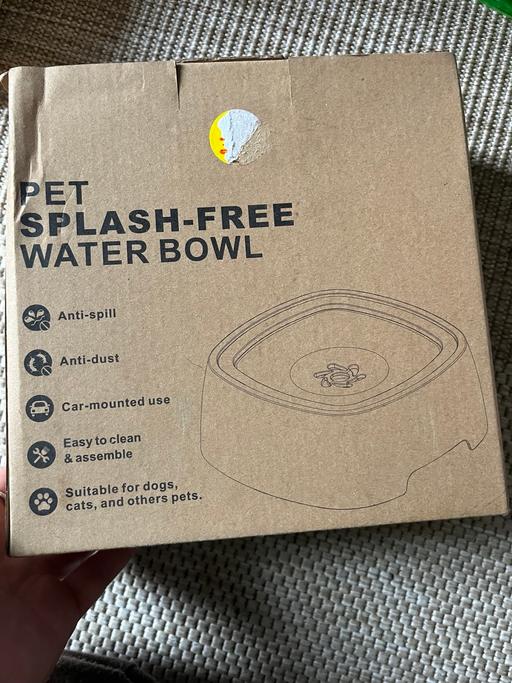 PET
SPLASH-FREE
WATER BOWL
Anti-spill
Anti-dust
Car-mounted use
Easy to clean
& assemble
Suitable for dogs,
cats, and others pets.